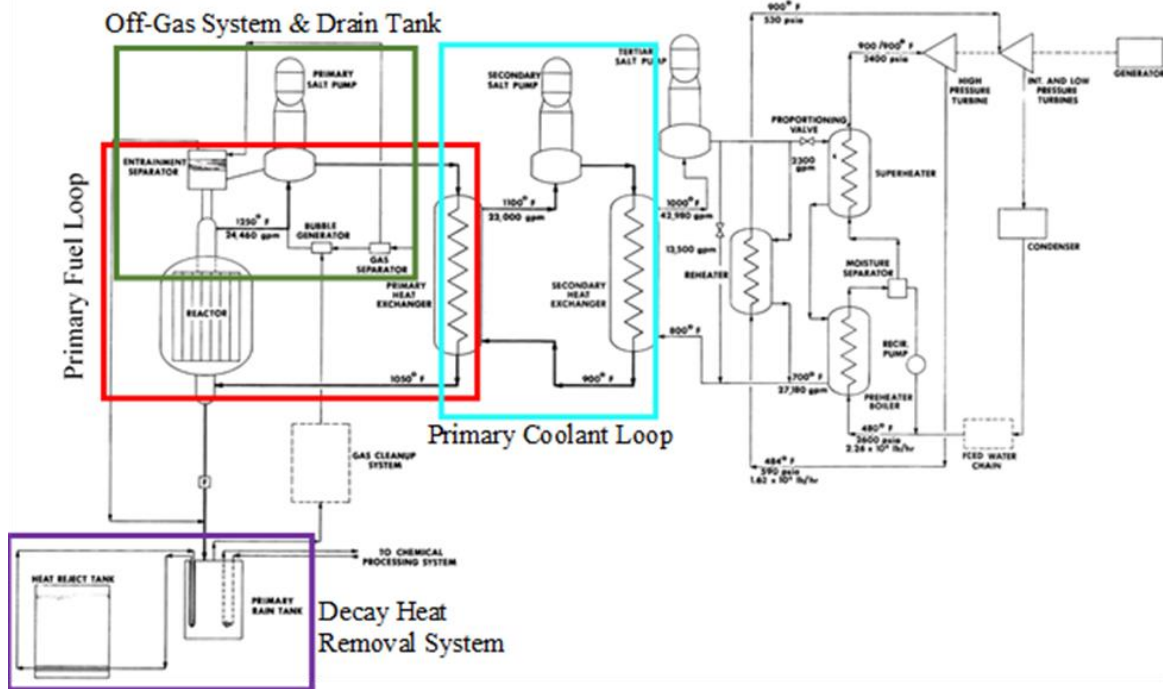 Off-Gas System & Drain Tank
PRIMARY
SALT PUMP
SECONDARY
SALT PUMP
TERTIARY
SALT PUMP
900° F
530 psia
900/900° F
2400 psia
HIGH
PRESSURE
TURBINE
INT. AND LOW
PRESSURE
TURBINES
GENERATOR
PROPORTIONING
VALVE
2300
gpm
SUPERHEATER
ENTRAINMENT
SEPARATOR
1250° F
24,460 gpm
BUBBLE
GENERATOR
GAS
SEPARATOR
1100° F
23,000 gpm
1000° F
42,980 gpm
13,500 gpm
REHEATER
MOISTURE
SEPARATOR
CONDENSER
Primary Fuel Loop
REACTOR
PRIMARY
HEAT
EXCHANGER
SECONDARY
HEAT
EXCHANGER
800° F
1050° F
900° F
700° F
27,180 gpm
RECIR.
PUMP
PREHEATER
BOILER
480° F
2600 psia
FEED WATER
CHAIN
484° F
590 psia
Primary Coolant Loop
GAS CLEANUP
SYSTEM
TO CHEMICAL
PROCESSING SYSTEM
HEAT REJECT TANK
PRIMARY
RAIN TANK
Decay Heat
Removal System